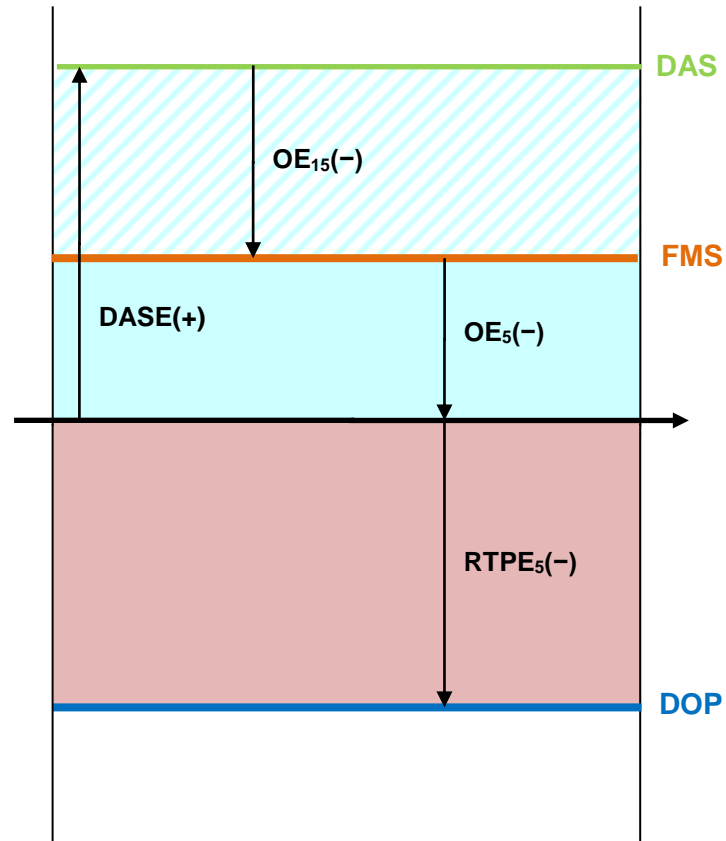 DAS
OE₁₅(−)
FMS
DASE(+)
OE₅(−)
RTPE₅(−)
DOP